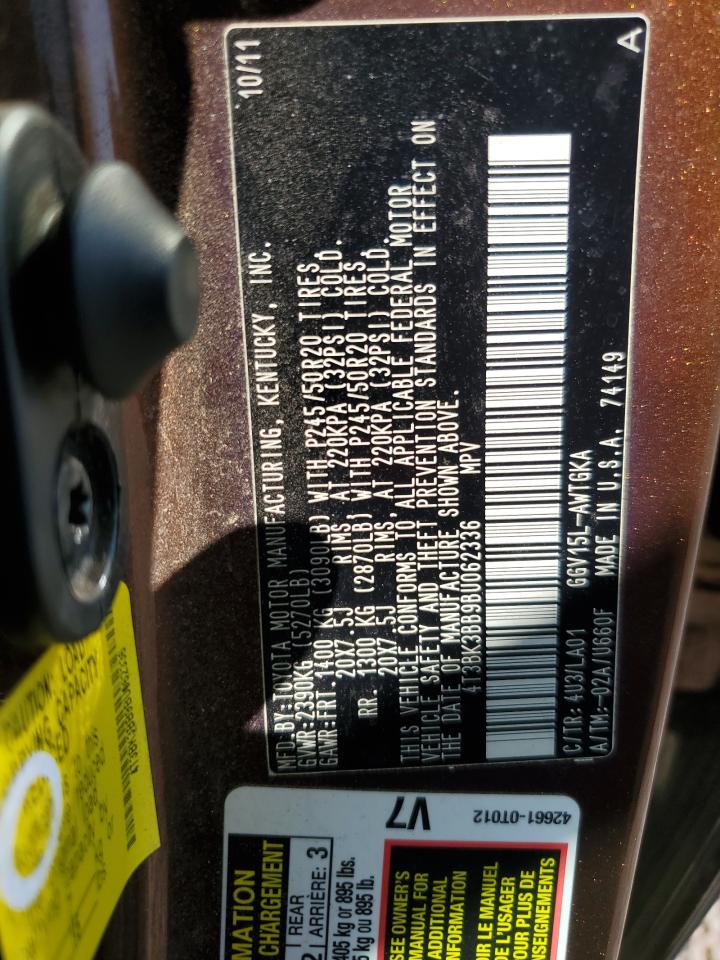 MFD.BY:TOYOTA MOTOR MANUFACTURING, KENTUCKY, INC. 10/11
GVWR:2390KG (5270LB)
GAWR:FRT.1400 KG (3090LB) WITH P245/50R20 TIRES,
20X7.5J RIMS, AT 220KPA (32PSI) COLD.
RR. 1300 KG (2870LB) WITH P245/50R20 TIRES,
20X7.5J RIMS, AT 220KPA (32PSI) COLD.
THIS VEHICLE CONFORMS TO ALL APPLICABLE FEDERAL MOTOR
VEHICLE SAFETY AND THEFT PREVENTION STANDARDS IN EFFECT ON
THE DATE OF MANUFACTURE SHOWN ABOVE.
4T3BK3BB9BU062336 MPV
C/TR: 4U3/LA01 GGV15L-AWTGKA
A/TM:-02A/U660F MADE IN U.S.A. 74149 A
V7
42661-0T012
MATION
CHARGEMENT
2 REAR
ARRIÈRE: 3
405 kg or 895 lbs.
5 kg ou 895 lb.
SEE OWNER'S
MANUAL FOR
ADDITIONAL
INFORMATION
IR LE MANUEL
DE L'USAGER
OUR PLUS DE
NSEIGNEMENTS
CAPACITY